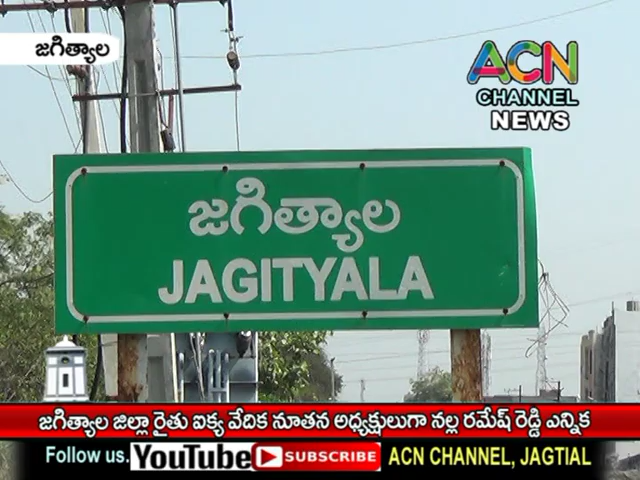 జగిత్యాల
ACN
CHANNEL
NEWS
జగిత్యాల
JAGITYALA
జగిత్యాల జిల్లా రైతు ఐక్య వేదిక నూతన అధ్యక్షులుగా నల్ల రమేష్ రెడ్డి ఎన్నిక
Follow us. YouTube SUBSCRIBE ACN CHANNEL, JAGTIAL